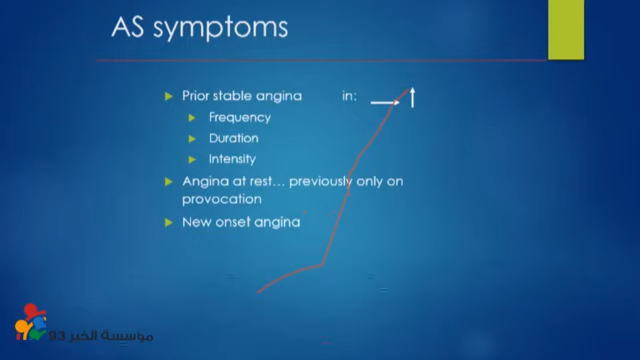 AS symptoms
Prior stable angina in:
Frequency
Duration
Intensity
Angina at rest... previously only on
provocation
New onset angina
مؤسسة الخبر 93